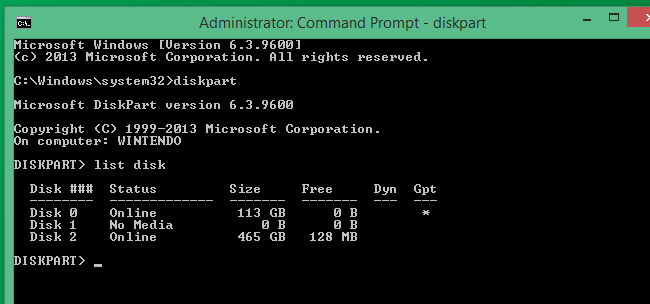 Administrator: Command Prompt - diskpart
Microsoft Windows [Version 6.3.9600]
(c) 2013 Microsoft Corporation. All rights reserved.
C:\Windows\system32>diskpart
Microsoft DiskPart version 6.3.9600
Copyright (C) 1999-2013 Microsoft Corporation.
On computer: WINTENDO
DISKPART> list disk
Disk ###  Status         Size     Free     Dyn  Gpt
--------  -------------  -------  -------  ---  ---
Disk 0    Online          113 GB      0 B        *
Disk 1    No Media           0 B      0 B
Disk 2    Online          465 GB   128 MB
DISKPART> _